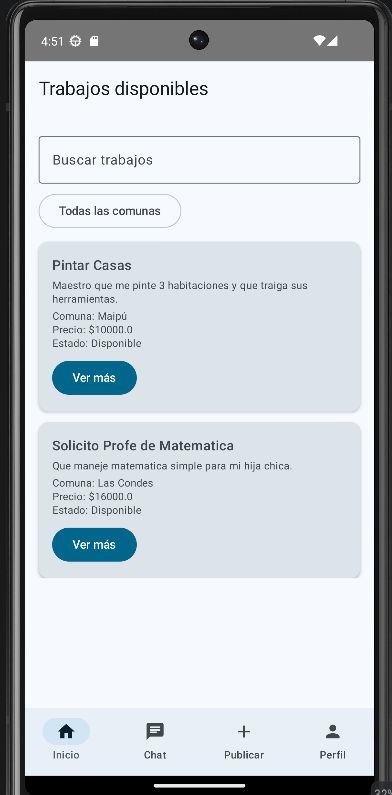 4:51
Trabajos disponibles
Buscar trabajos
Todas las comunas
Pintar Casas
Maestro que me pinte 3 habitaciones y que traiga sus
herramientas.
Comuna: Maipú
Precio: $10000.0
Estado: Disponible
Ver más
Solicito Profe de Matematica
Que maneje matematica simple para mi hija chica.
Comuna: Las Condes
Precio: $16000.0
Estado: Disponible
Ver más
Inicio
Chat
Publicar
Perfil